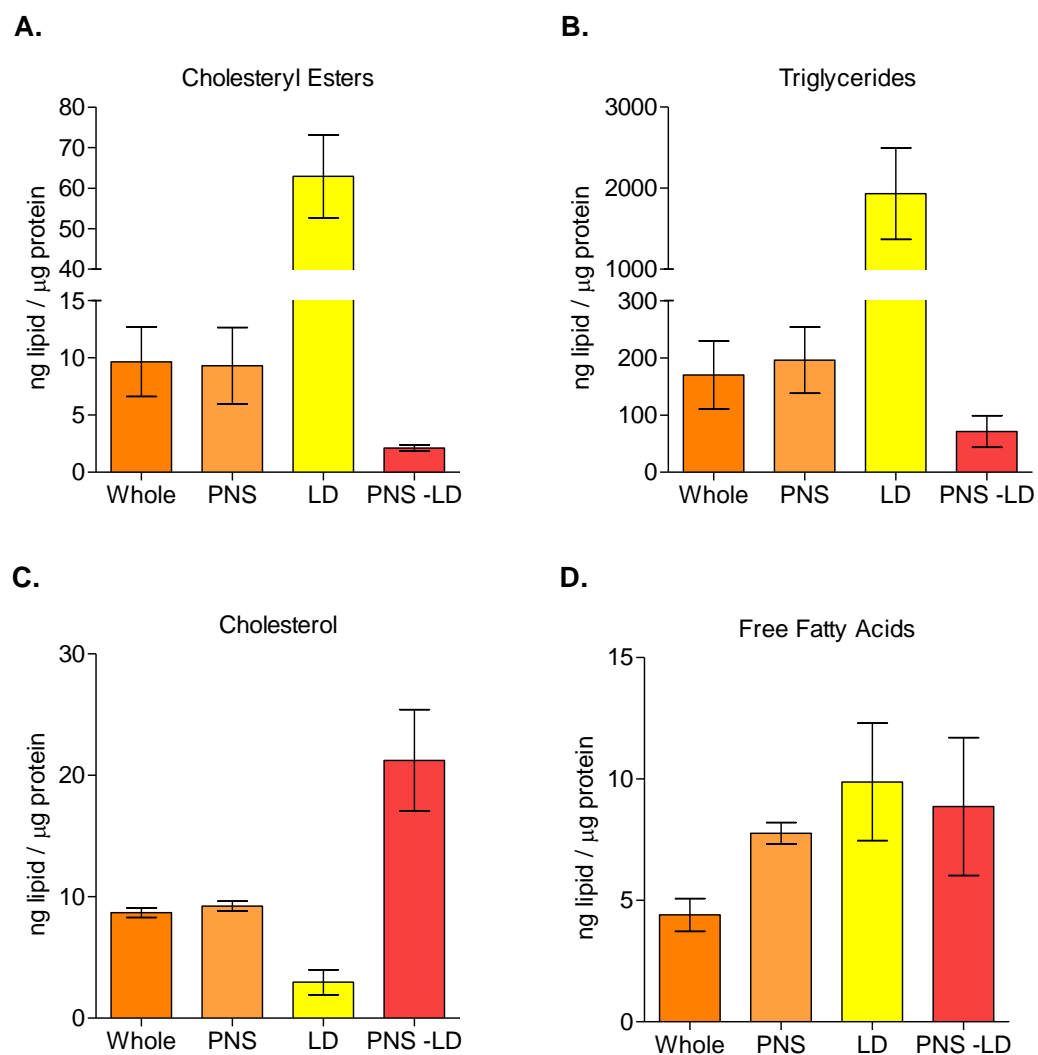 A.
Cholesteryl Esters
ng lipid / μg protein
80
70
60
50
40
15
10
5
0
Whole PNS LD PNS -LD
B.
Triglycerides
ng lipid / μg protein
3000
2000
1000
300
200
100
0
Whole PNS LD PNS -LD
C.
Cholesterol
ng lipid / μg protein
30
20
10
0
Whole PNS LD PNS -LD
D.
Free Fatty Acids
ng lipid / μg protein
15
10
5
0
Whole PNS LD PNS -LD